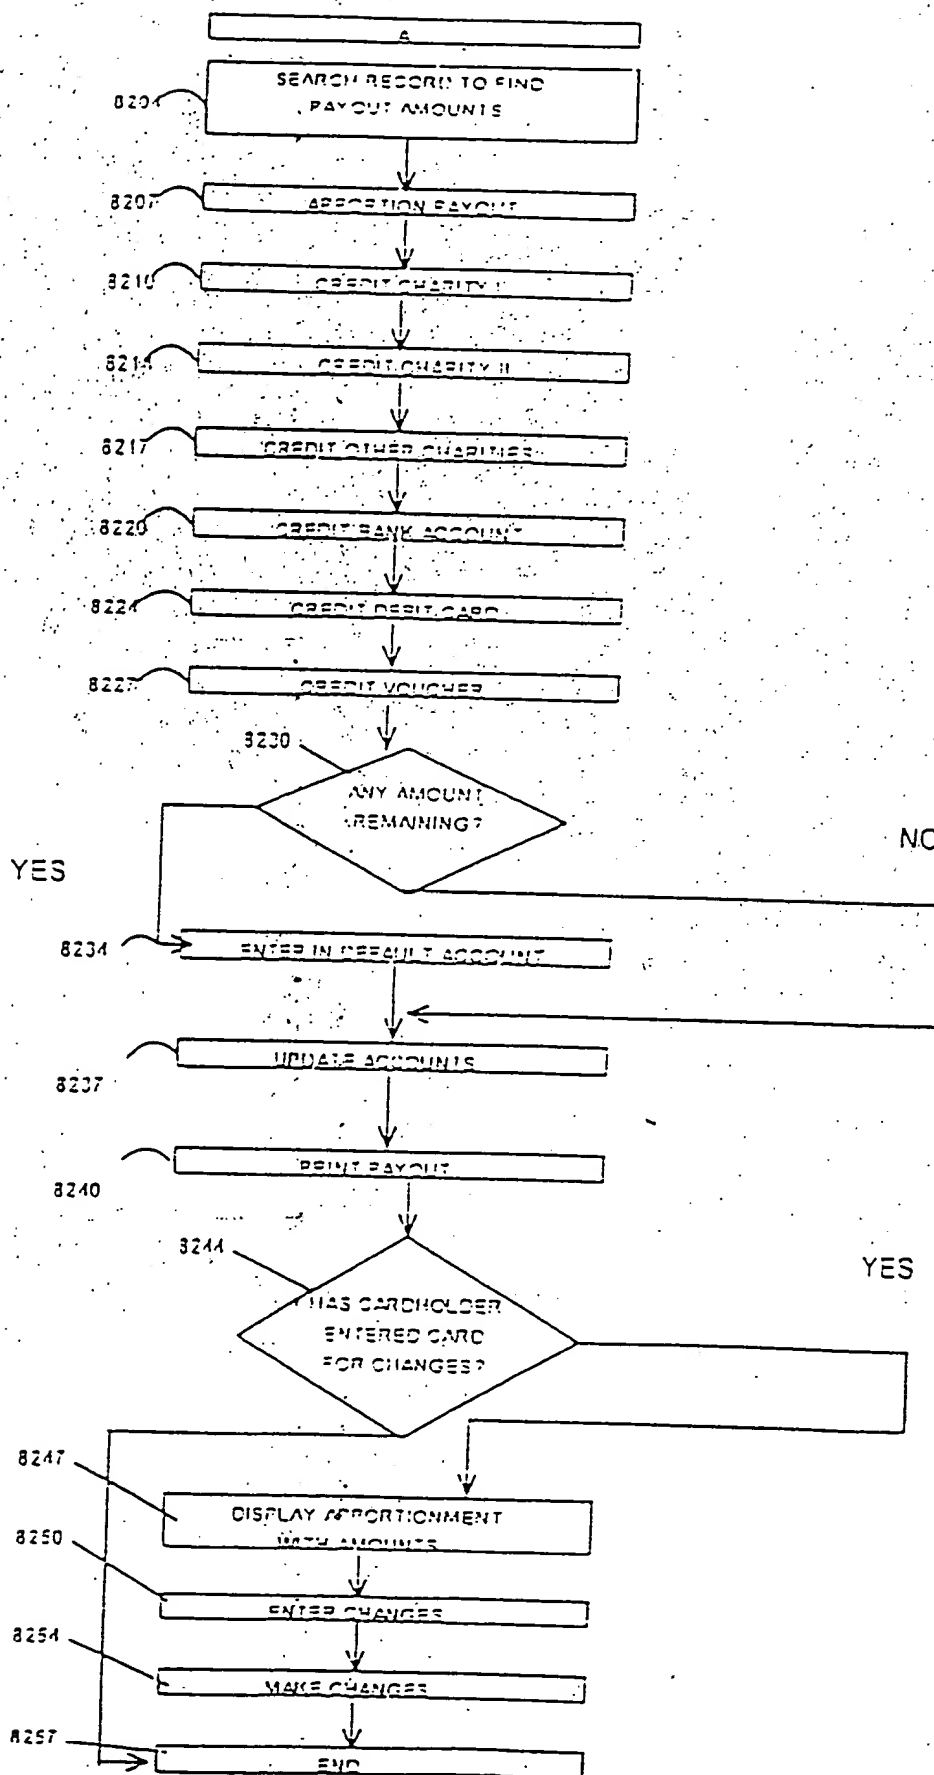 A
SEARCH RECORD TO FIND
PAYOUT AMOUNTS
8204
8207
APPORTION PAYOUT
8210
CREDIT CHARITY I
8214
CREDIT CHARITY II
8217
CREDIT OTHER CHARITIES
8220
CREDIT BANK ACCOUNT
8224
CREDIT DEBIT CARD
8227
CREDIT VOUCHER
8230
ANY AMOUNT
REMAINING?
NO
YES
8234
ENTER IN DEFAULT ACCOUNT
UPDATE ACCOUNTS
8237
PRINT PAYOUT
8240
8244
YES
HAS CARDHOLDER
ENTERED CARD
FOR CHANGES?
8247
DISPLAY APPORTIONMENT
WITH AMOUNTS
8250
ENTER CHANGES
8254
MAKE CHANGES
8257
END